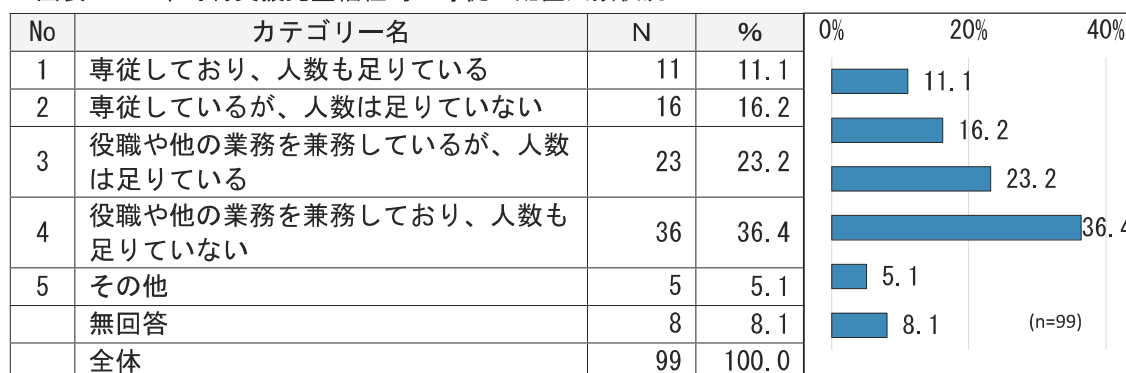 No カテゴリー名 N % 0% 20% 40%
1 専従しており、人数も足りている 11 11.1 11.1
2 専従しているが、人数は足りていない 16 16.2 16.2
3 役職や他の業務を兼務しているが、人数
は足りている 23 23.2 23.2
4 役職や他の業務を兼務しており、人数も
足りていない 36 36.4 36.4
5 その他 5 5.1 5.1
無回答 8 8.1 8.1 (n=99)
全体 99 100.0